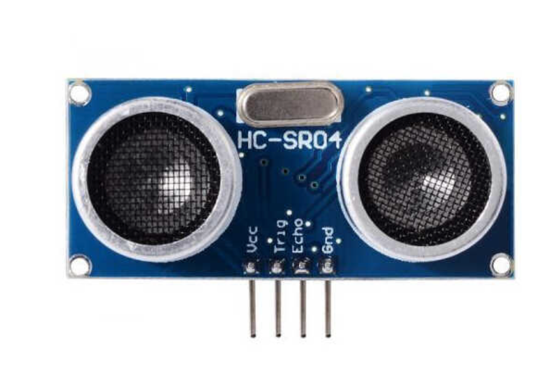 HC-SR04
Vcc
Trig
Echo
Gnd